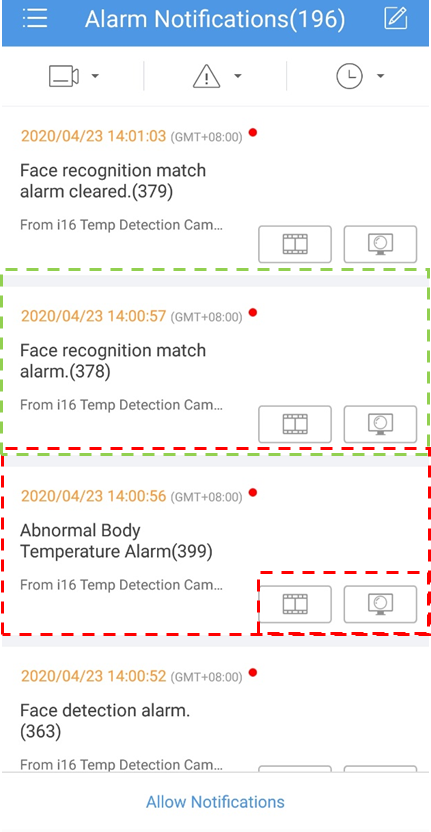 Alarm Notifications(196)
2020/04/23 14:01:03 (GMT+08:00)
Face recognition match
alarm cleared.(379)
From i16 Temp Detection Cam...
2020/04/23 14:00:57 (GMT+08:00)
Face recognition match
alarm.(378)
From i16 Temp Detection Cam...
2020/04/23 14:00:56 (GMT+08:00)
Abnormal Body
Temperature Alarm(399)
From i16 Temp Detection Cam...
2020/04/23 14:00:52 (GMT+08:00)
Face detection alarm.
(363)
From i16 Temp Detection Cam...
Allow Notifications